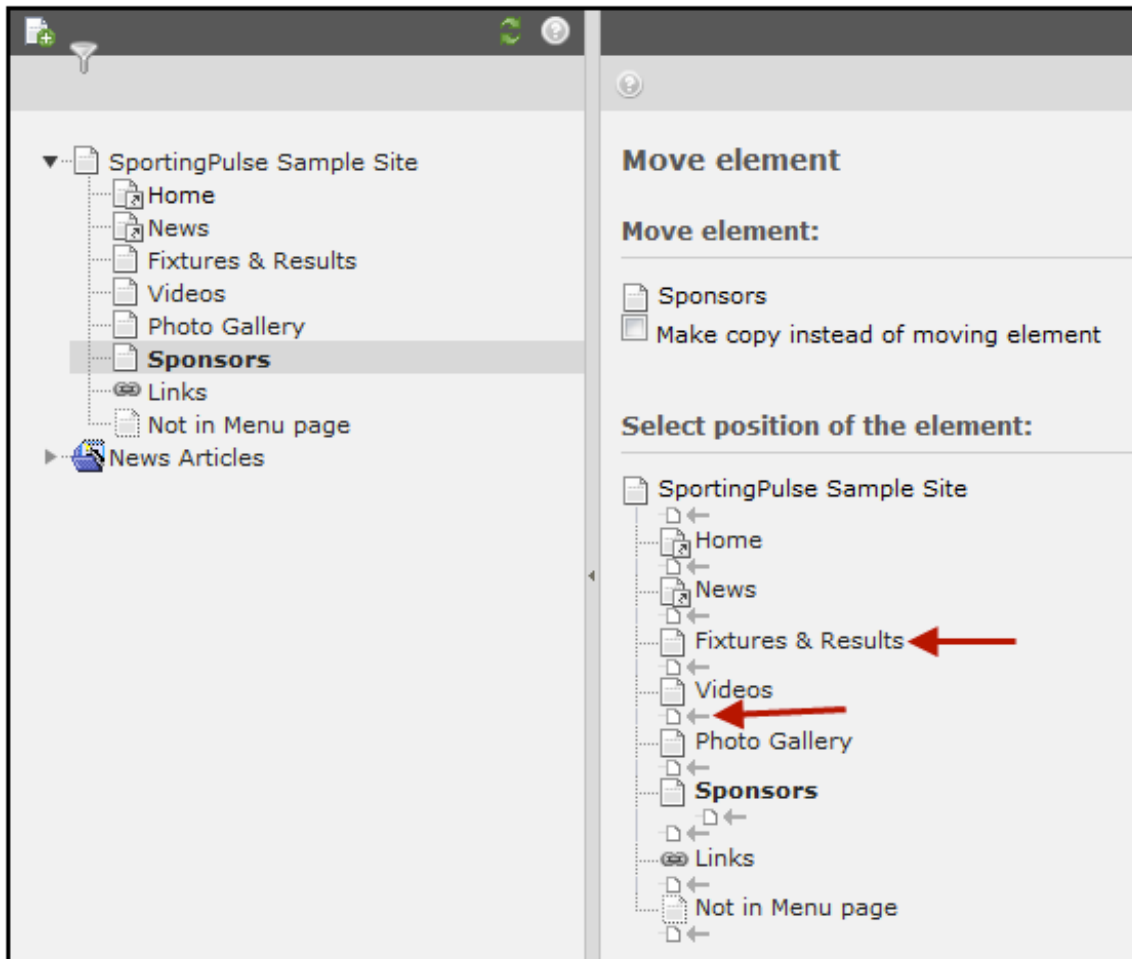 SportingPulse Sample Site
Home
News
Fixtures & Results
Videos
Photo Gallery
Sponsors
Links
Not in Menu page
News Articles
Move element
Move element:
Sponsors
Make copy instead of moving element
Select position of the element:
SportingPulse Sample Site
Home
News
Fixtures & Results
Videos
Photo Gallery
Sponsors
Links
Not in Menu page